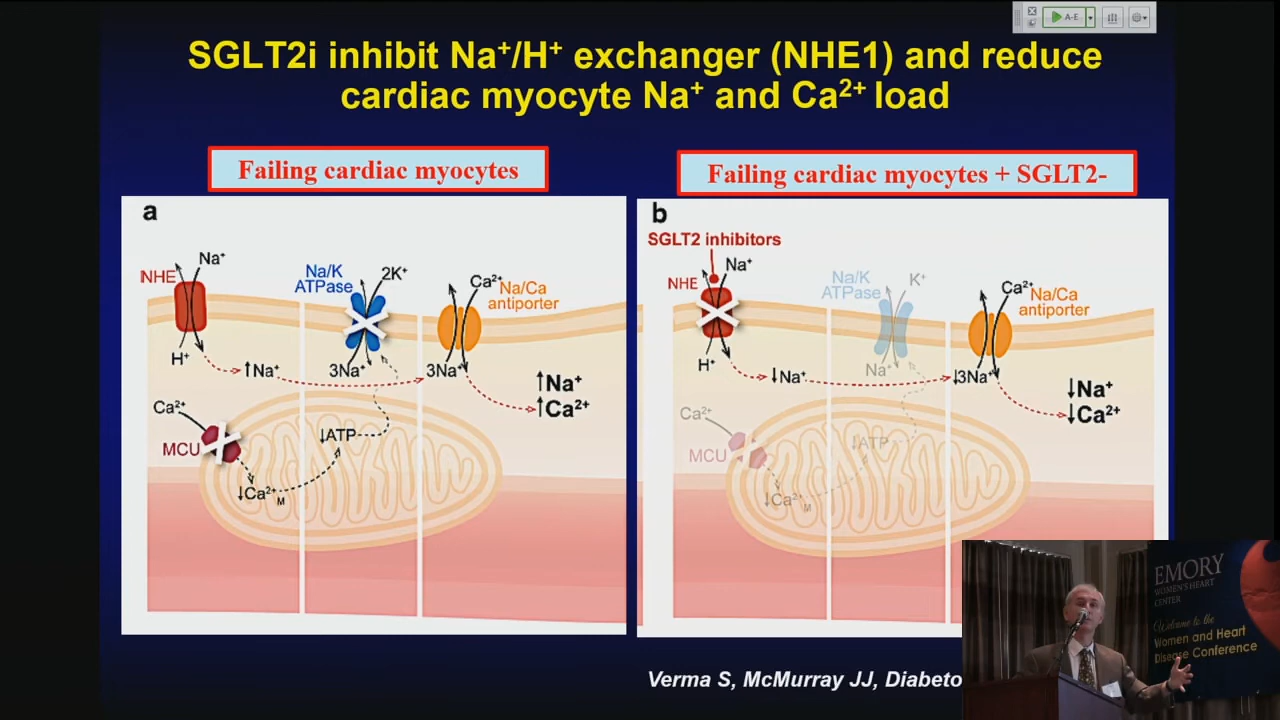 A-E
SGLT2i inhibit Na⁺/H⁺ exchanger (NHE1) and reduce
cardiac myocyte Na⁺ and Ca²⁺ load
Failing cardiac myocytes
a
NHE
Na⁺
H⁺
↑Na⁺
Na/K
ATPase
2K⁺
3Na⁺
Ca²⁺
Na/Ca
antiporter
3Na⁺
↑Na⁺
↑Ca²⁺
Ca²⁺
MCU
↓Ca²⁺M
↓ATP
Failing cardiac myocytes + SGLT2-
b
SGLT2 inhibitors
NHE
Na⁺
H⁺
↓Na⁺
Na/K
ATPase
K⁺
Na⁺
Ca²⁺
Na/Ca
antiporter
↓3Na⁺
↓Na⁺
↓Ca²⁺
Ca²⁺
MCU
↓Ca²⁺M
↓ATP
Verma S, McMurray JJ, Diabeto
EMORY
WOMEN'S HEART
CENTER
Welcome to the
Women and Heart
Disease Conference